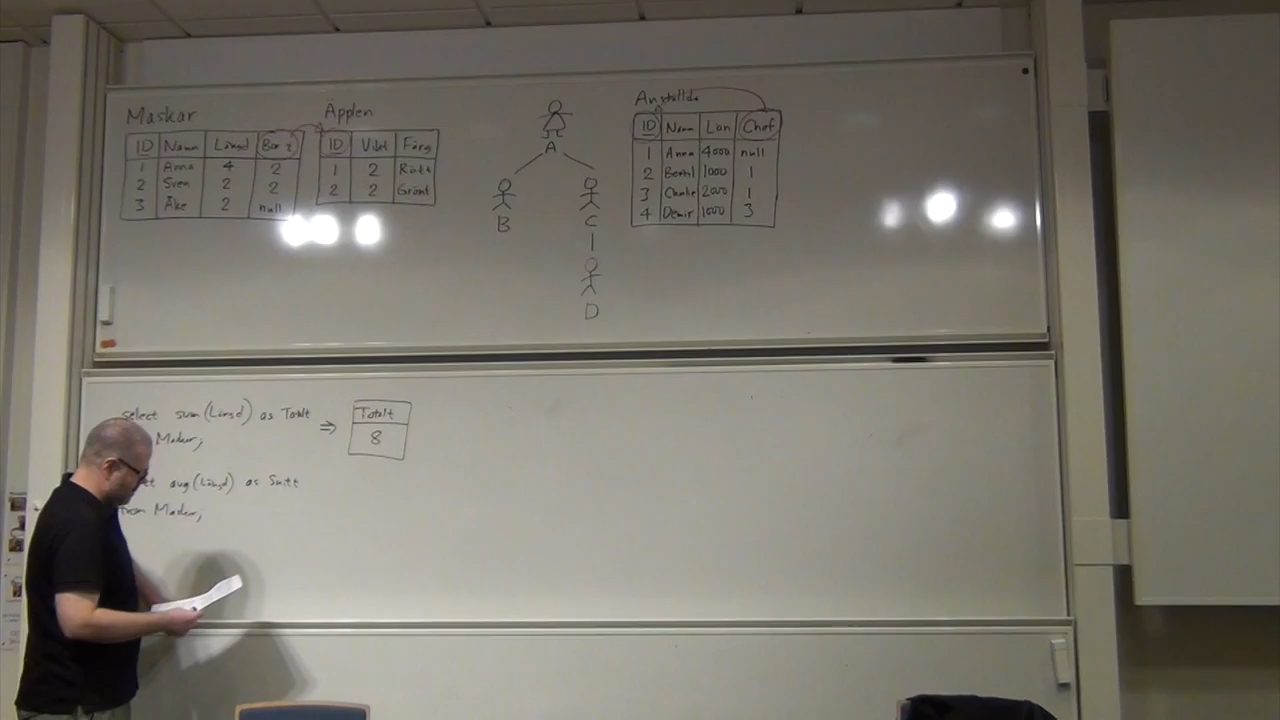 Maskar
ID Namn Längd Bor i
1 Anna 4 2
2 Sven 2 2
3 Åke 2 null
Äpplen
ID Vikt Färg
1 2 Rött
2 2 Grönt
A
B
C
D
Anställda
ID Namn Lön Chef
1 Anna 4000 null
2 Bertil 1000 1
3 2000 1
4 Demir 1000 3
select sum(Längd) as Totalt
Maskar;
⇒
Totalt
8
avg(Längd) as Snitt
from Maskar;